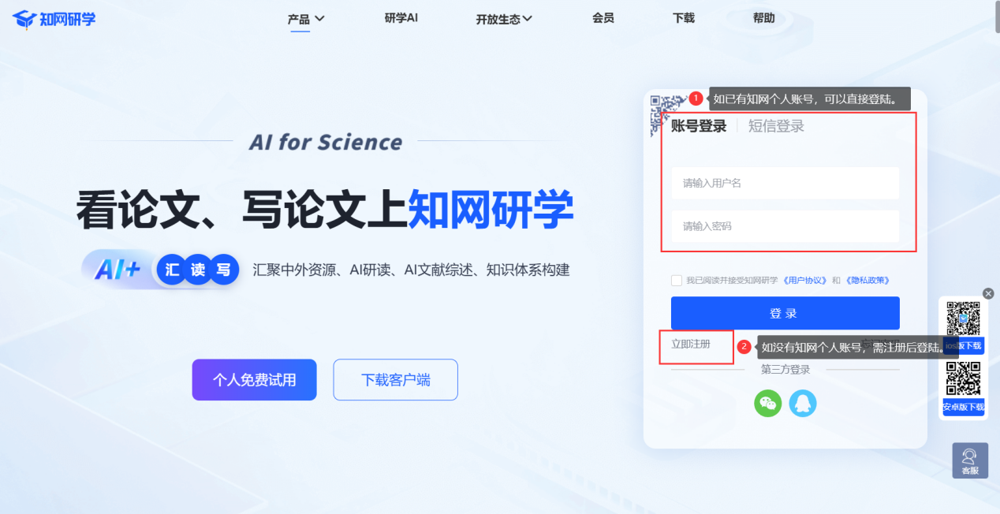 知网研学
产品
研学AI
开放生态
会员
下载
帮助
AI for Science
看论文、写论文上知网研学
AI+ 汇 读 写 汇聚中外资源、AI研读、AI文献综述、知识体系构建
个人免费试用
下载客户端
1 如已有知网个人账号，可以直接登陆。
账号登录
短信登录
请输入用户名
请输入密码
我已阅读并接受知网研学《用户协议》和《隐私政策》
登 录
立即注册
2 如没有知网个人账号，需注册后登陆。
第三方登录
ios版下载
安卓版下载
客服